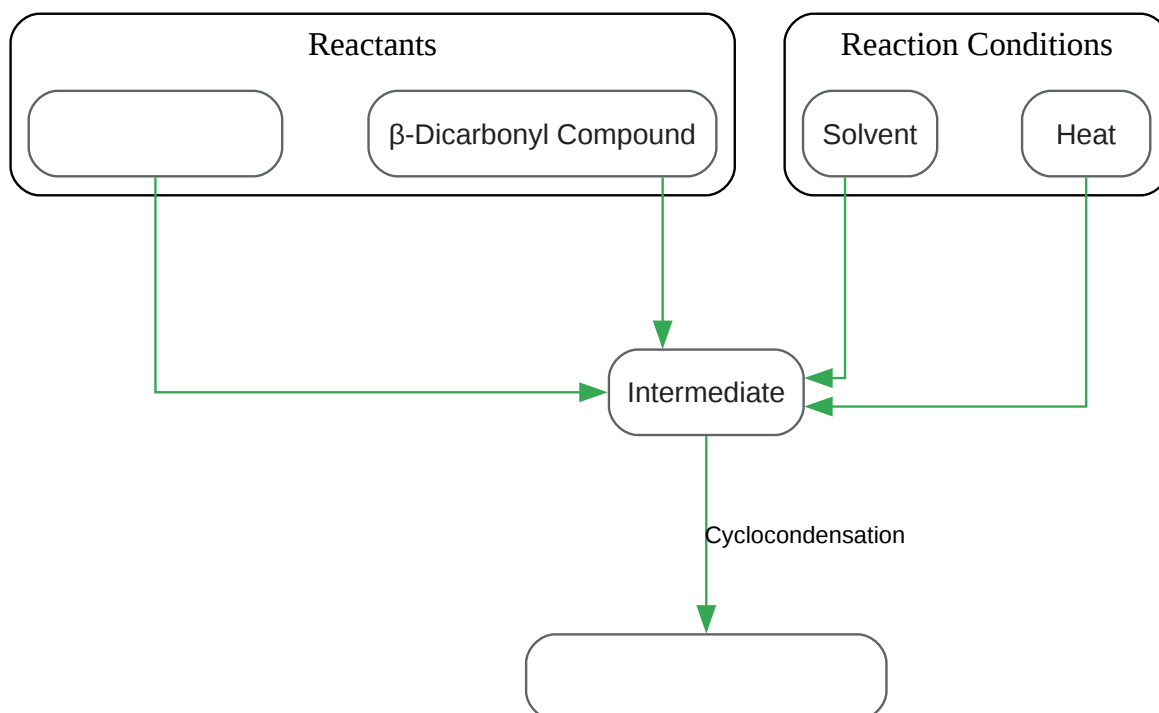 Reactants
Reaction Conditions
β-Dicarbonyl Compound
Solvent
Heat
Intermediate
Cyclocondensation